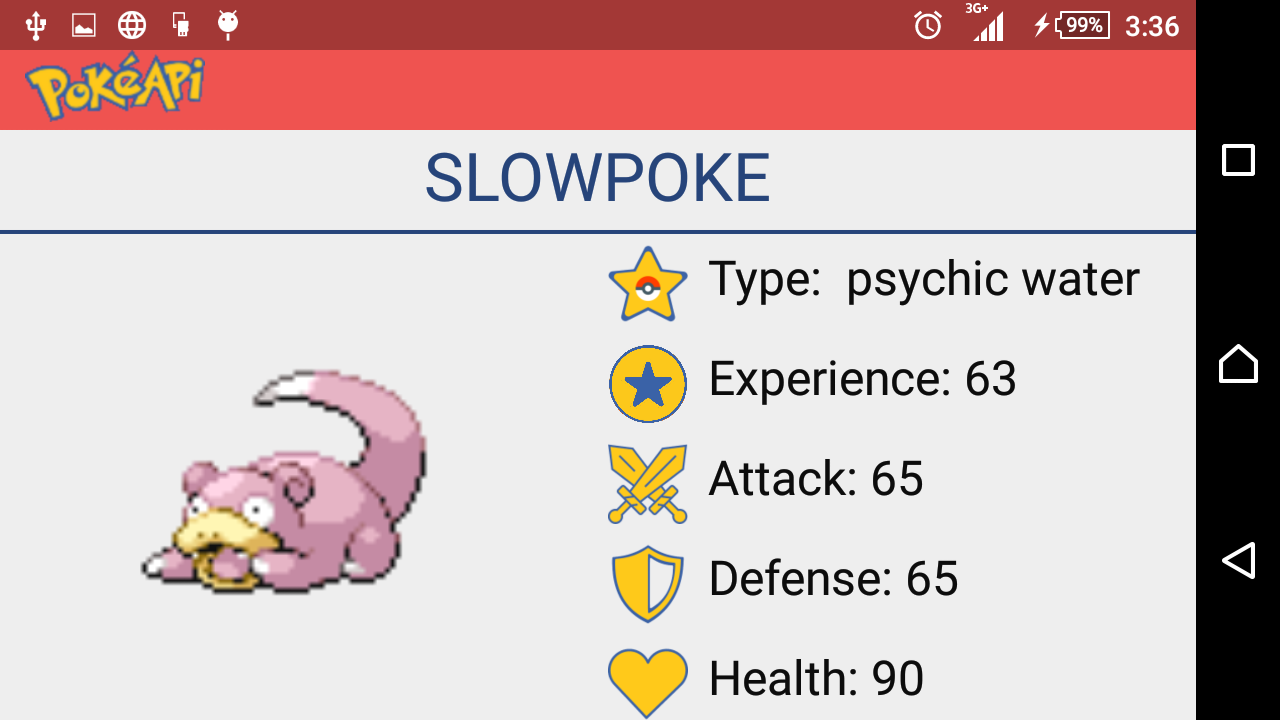 3G+ 99% 3:36
PokéApi
SLOWPOKE
Type: psychic water
Experience: 63
Attack: 65
Defense: 65
Health: 90